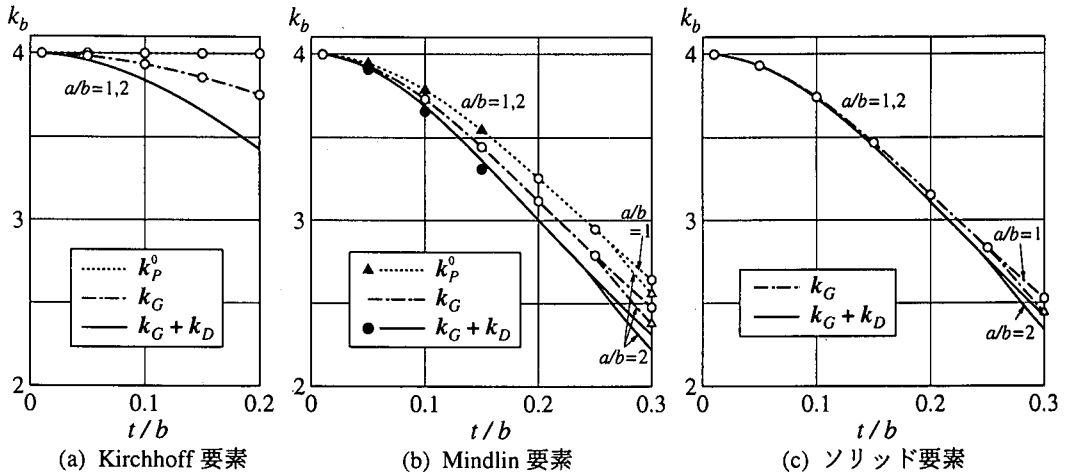 k_b
4
3
2
a/b=1,2
k_P^0
k_G
k_G + k_D
0
0.1
0.2
t / b
(a) Kirchhoff 要素
k_b
4
3
2
a/b=1,2
a/b
=1
a/b=2
k_P^0
k_G
k_G + k_D
0
0.1
0.2
0.3
t / b
(b) Mindlin 要素
k_b
4
3
2
a/b=1,2
a/b=1
a/b=2
k_G
k_G + k_D
0
0.1
0.2
0.3
t / b
(c) ソリッド要素